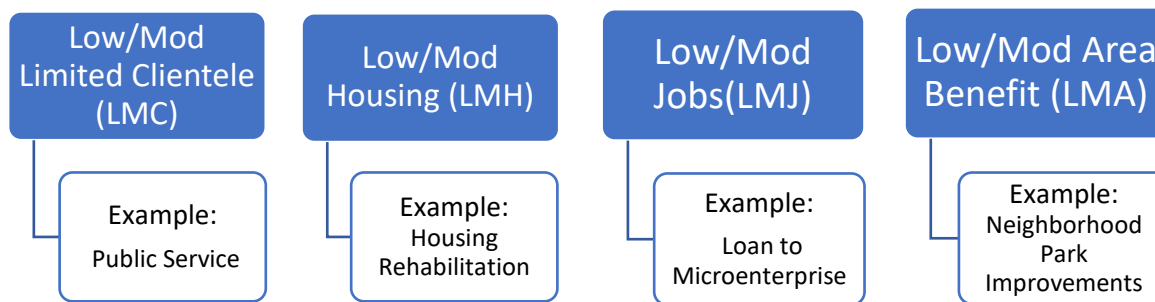 Low/Mod
Limited Clientele
(LMC)
Example:
Public Service
Low/Mod
Housing (LMH)
Example:
Housing
Rehabilitation
Low/Mod
Jobs(LMJ)
Example:
Loan to
Microenterprise
Low/Mod Area
Benefit (LMA)
Example:
Neighborhood
Park
Improvements